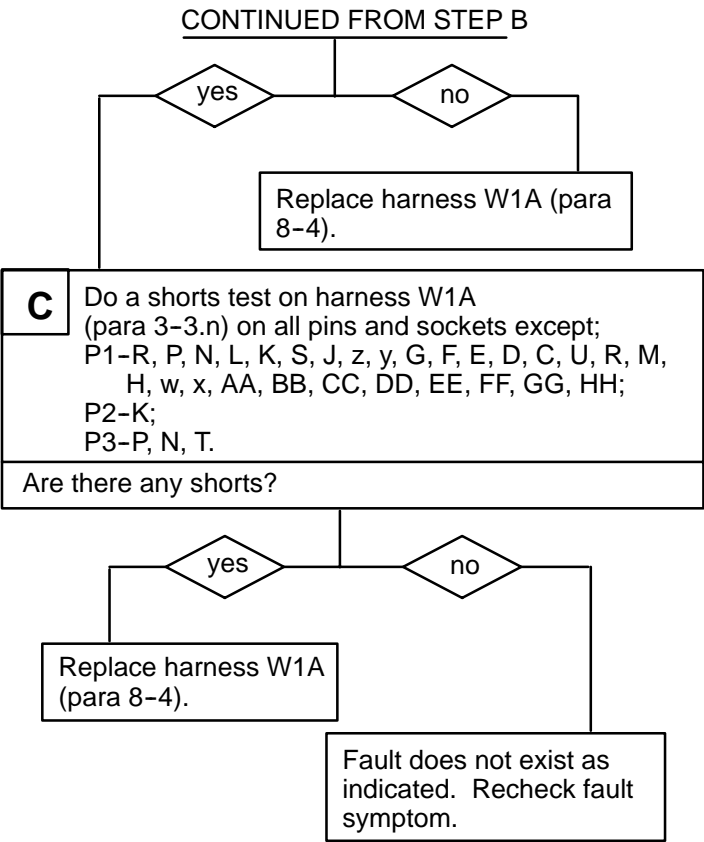 CONTINUED FROM STEP B
yes
no
Replace harness W1A (para
8-4).
C
Do a shorts test on harness W1A
(para 3-3.n) on all pins and sockets except;
P1-R, P, N, L, K, S, J, z, y, G, F, E, D, C, U, R, M,
H, w, x, AA, BB, CC, DD, EE, FF, GG, HH;
P2-K;
P3-P, N, T.
Are there any shorts?
yes
no
Replace harness W1A
(para 8-4).
Fault does not exist as
indicated. Recheck fault
symptom.